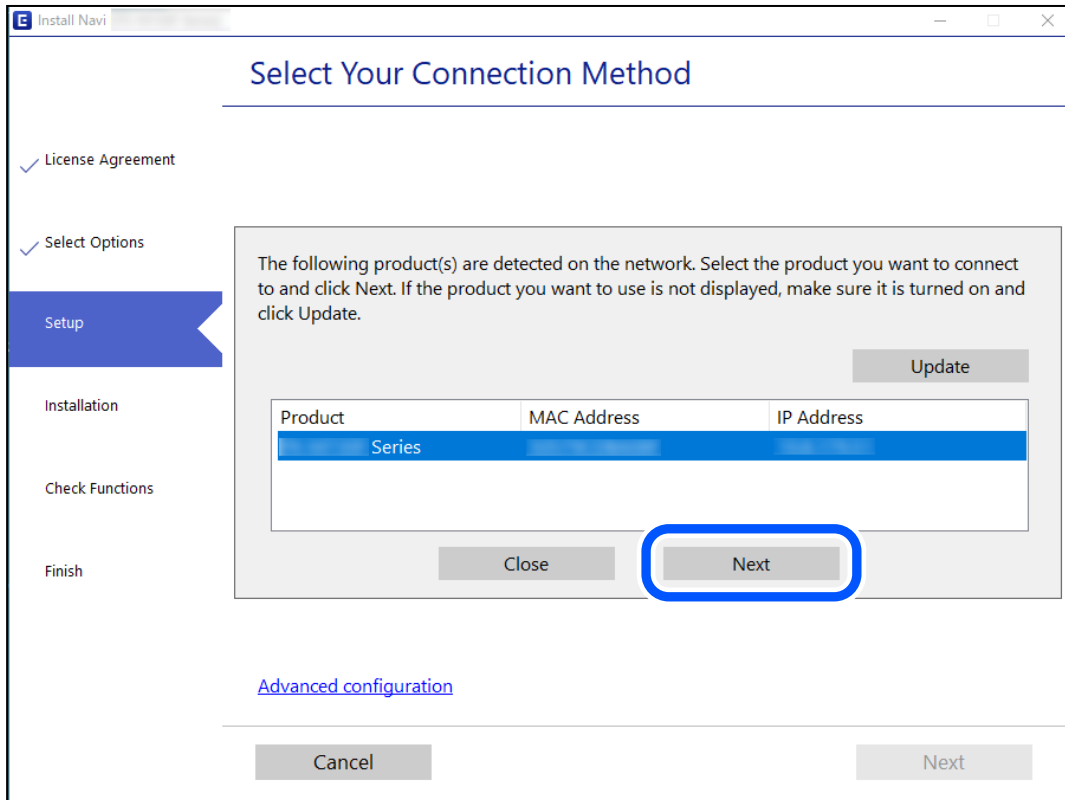 E Install Navi
Select Your Connection Method
License Agreement
Select Options
Setup
Installation
Check Functions
Finish
The following product(s) are detected on the network. Select the product you want to connect
to and click Next. If the product you want to use is not displayed, make sure it is turned on and
click Update.
Update
Product MAC Address IP Address
Series
Close Next
Advanced configuration
Cancel Next